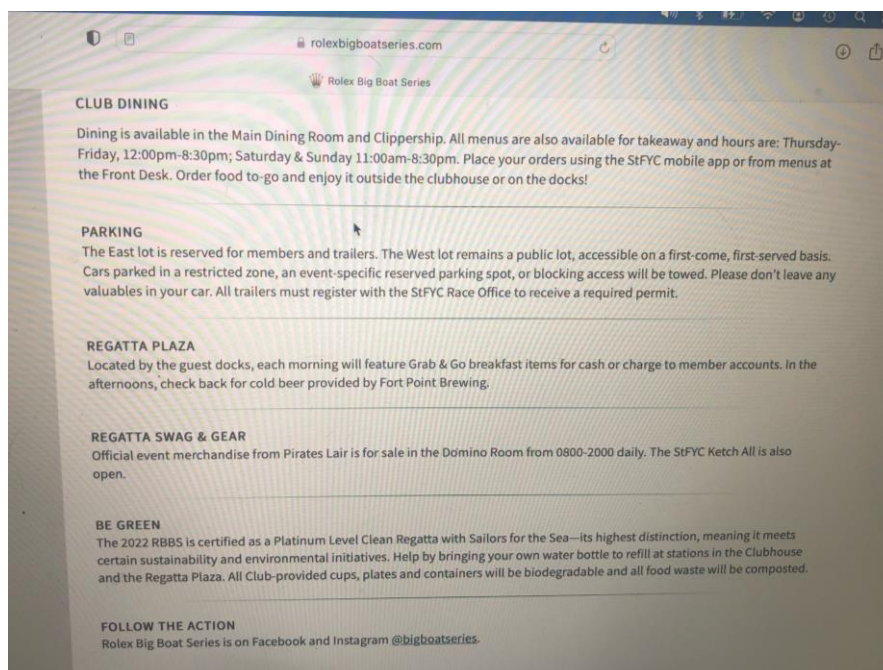 rolexbigboatseries.com
Rolex Big Boat Series
CLUB DINING
Dining is available in the Main Dining Room and Clippership. All menus are also available for takeaway and hours are: Thursday-
Friday, 12:00pm-8:30pm; Saturday & Sunday 11:00am-8:30pm. Place your orders using the StFYC mobile app or from menus at
the Front Desk. Order food to-go and enjoy it outside the clubhouse or on the docks!
PARKING
The East lot is reserved for members and trailers. The West lot remains a public lot, accessible on a first-come, first-served basis.
Cars parked in a restricted zone, an event-specific reserved parking spot, or blocking access will be towed. Please don't leave any
valuables in your car. All trailers must register with the StFYC Race Office to receive a required permit.
REGATTA PLAZA
Located by the guest docks, each morning will feature Grab & Go breakfast items for cash or charge to member accounts. In the
afternoons, check back for cold beer provided by Fort Point Brewing.
REGATTA SWAG & GEAR
Official event merchandise from Pirates Lair is for sale in the Domino Room from 0800-2000 daily. The StFYC Ketch All is also
open.
BE GREEN
The 2022 RBBS is certified as a Platinum Level Clean Regatta with Sailors for the Sea—its highest distinction, meaning it meets
certain sustainability and environmental initiatives. Help by bringing your own water bottle to refill at stations in the Clubhouse
and the Regatta Plaza. All Club-provided cups, plates and containers will be biodegradable and all food waste will be composted.
FOLLOW THE ACTION
Rolex Big Boat Series is on Facebook and Instagram @bigboatseries.